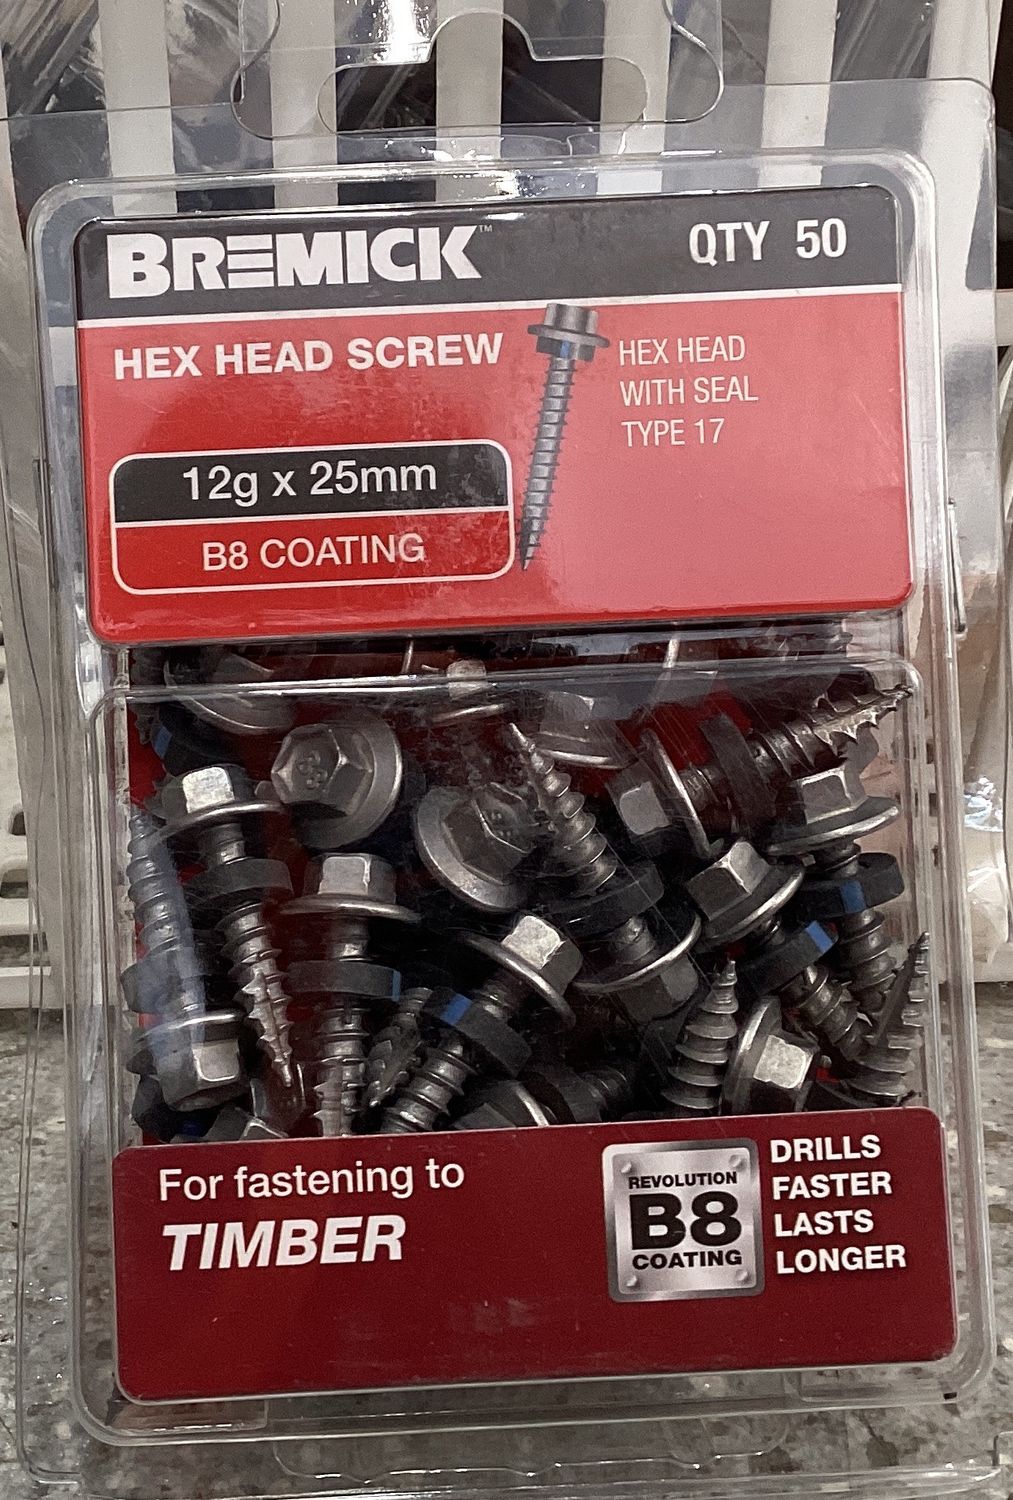 BREMICK™
QTY 50
HEX HEAD SCREW
HEX HEAD
WITH SEAL
TYPE 17
12g x 25mm
B8 COATING
For fastening to
TIMBER
REVOLUTION
B8
COATING
DRILLS
FASTER
LASTS
LONGER